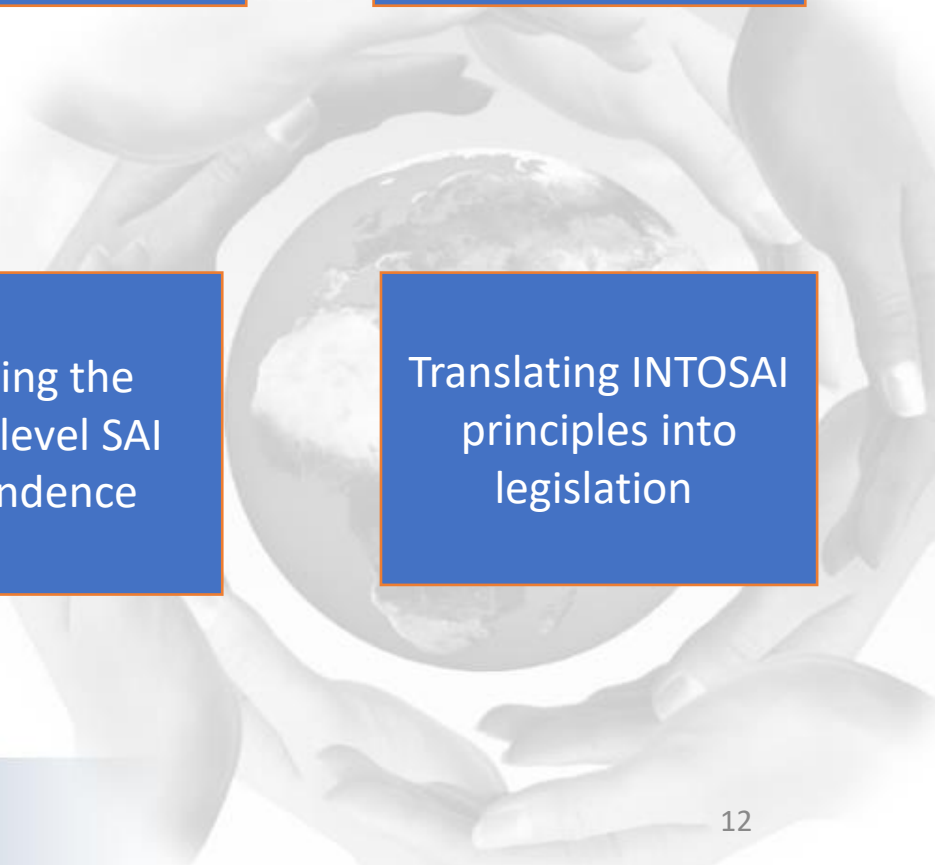 ing the
level SAI
ndence
Translating INTOSAI
principles into
legislation
12